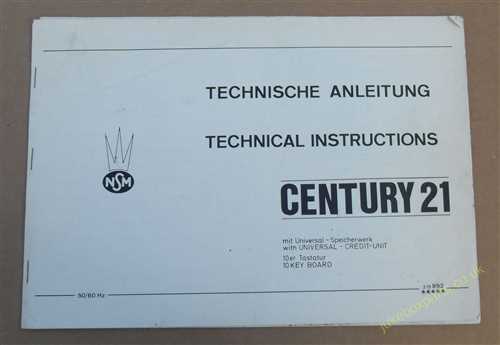 TECHNISCHE ANLEITUNG
TECHNICAL INSTRUCTIONS
NSM
CENTURY 21
mit Universal - Speicherwerk
with UNIVERSAL - CREDIT-UNIT
10er Tastatur
10 KEY BOARD
50/60 Hz